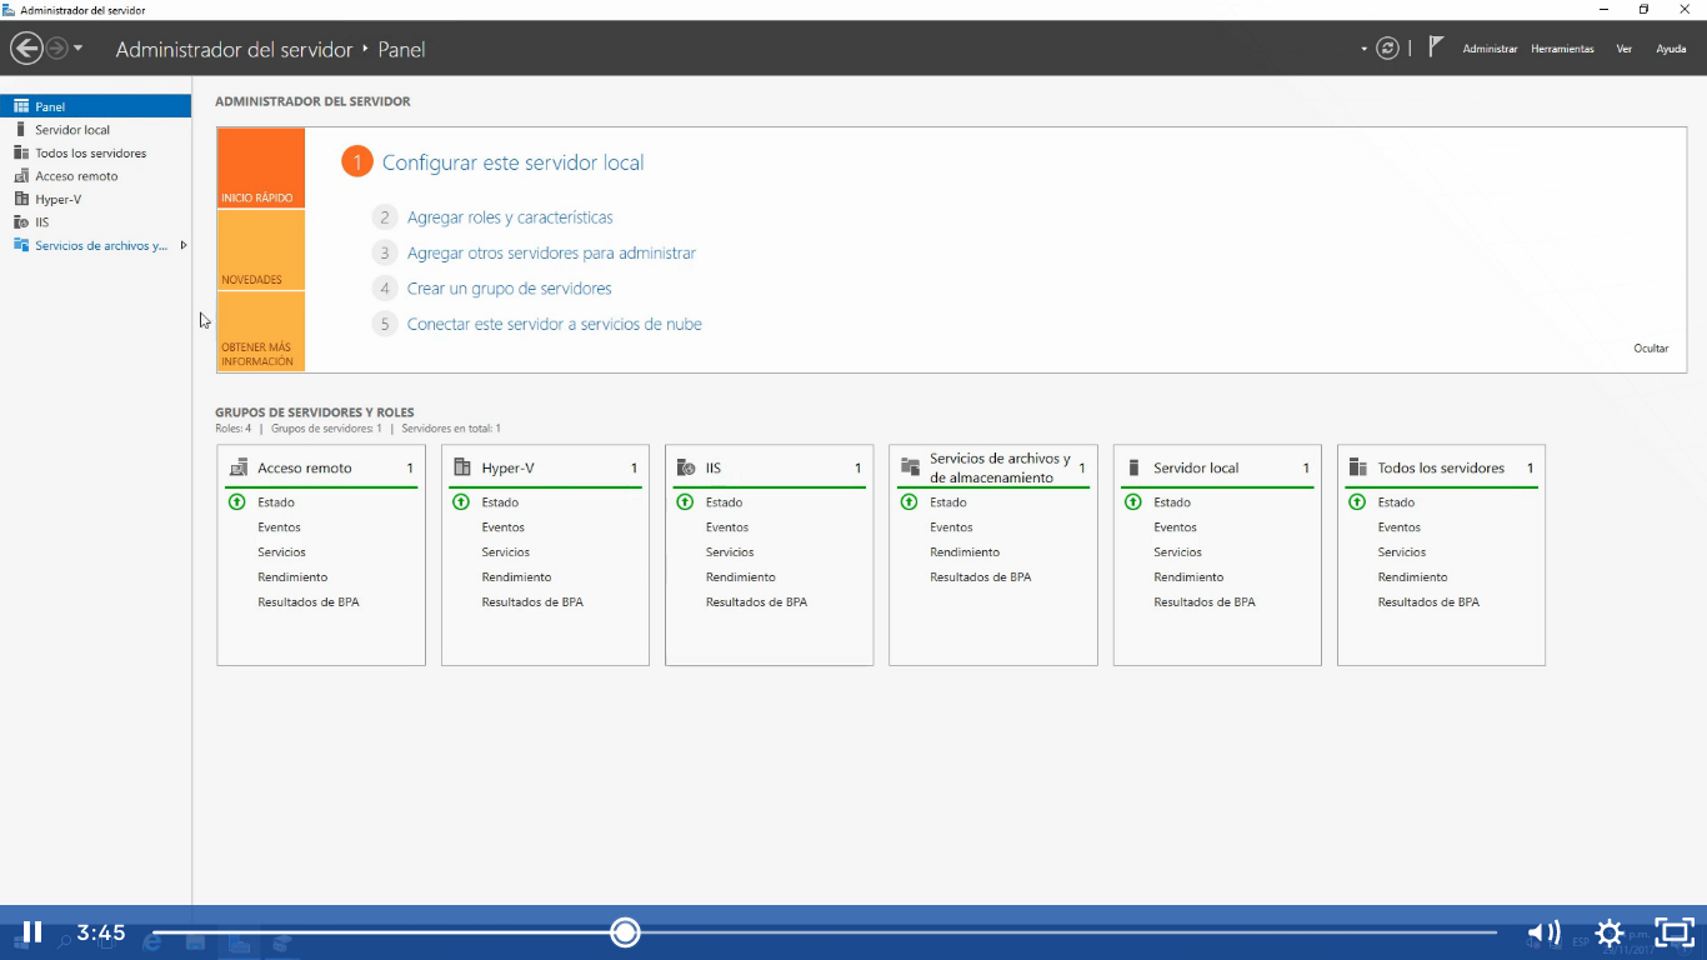 Administrador del servidor
Administrador del servidor ‣ Panel
Administrar Herramientas Ver Ayuda
Panel
Servidor local
Todos los servidores
Acceso remoto
Hyper-V
IIS
Servicios de archivos y...
ADMINISTRADOR DEL SERVIDOR
INICIO RÁPIDO
NOVEDADES
OBTENER MÁS
INFORMACIÓN
1 Configurar este servidor local
2 Agregar roles y características
3 Agregar otros servidores para administrar
4 Crear un grupo de servidores
5 Conectar este servidor a servicios de nube
Ocultar
GRUPOS DE SERVIDORES Y ROLES
Roles: 4 | Grupos de servidores: 1 | Servidores en total: 1
Acceso remoto 1
Estado
Eventos
Servicios
Rendimiento
Resultados de BPA
Hyper-V 1
Estado
Eventos
Servicios
Rendimiento
Resultados de BPA
IIS 1
Estado
Eventos
Servicios
Rendimiento
Resultados de BPA
Servicios de archivos y
de almacenamiento 1
Estado
Eventos
Rendimiento
Resultados de BPA
Servidor local 1
Estado
Eventos
Servicios
Rendimiento
Resultados de BPA
Todos los servidores 1
Estado
Eventos
Servicios
Rendimiento
Resultados de BPA
3:45
ESP
p.m.